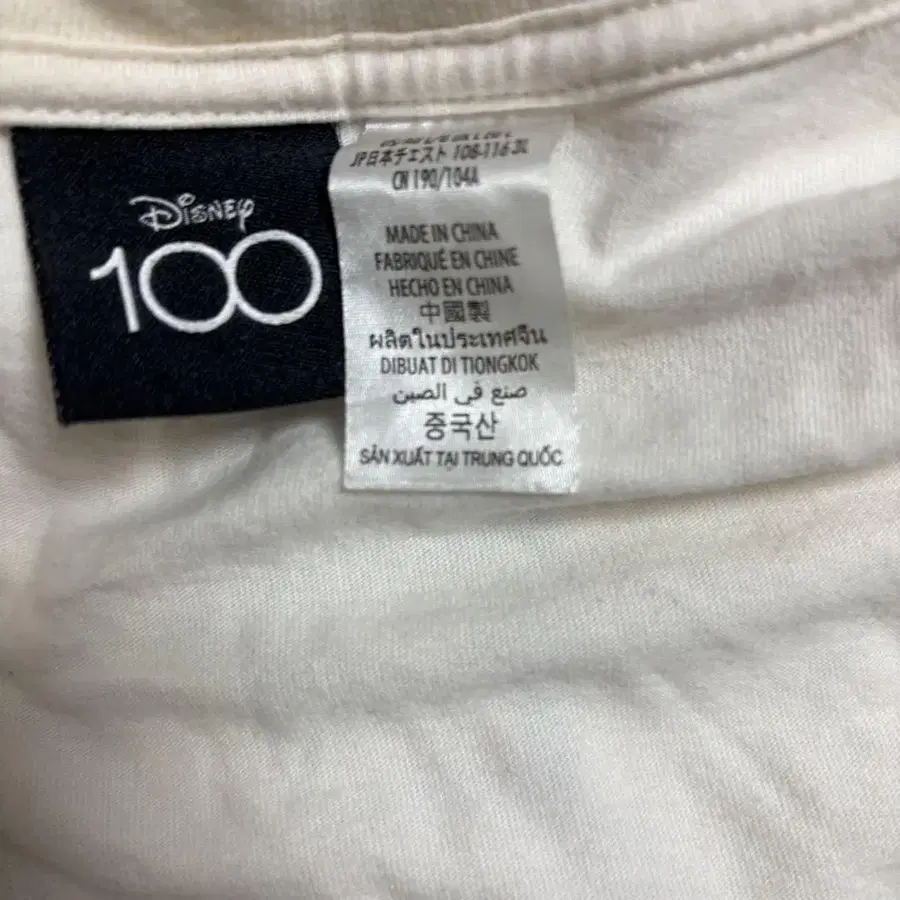 Disney
100
JP日本チェスト 108-116 3L
CN 190/104A
MADE IN CHINA
FABRIQUÉ EN CHINE
HECHO EN CHINA
中國製
ผลิตในประเทศจีน
DIBUAT DI TIONGKOK
صنع في الصين
중국산
SẢN XUẤT TẠI TRUNG QUỐC